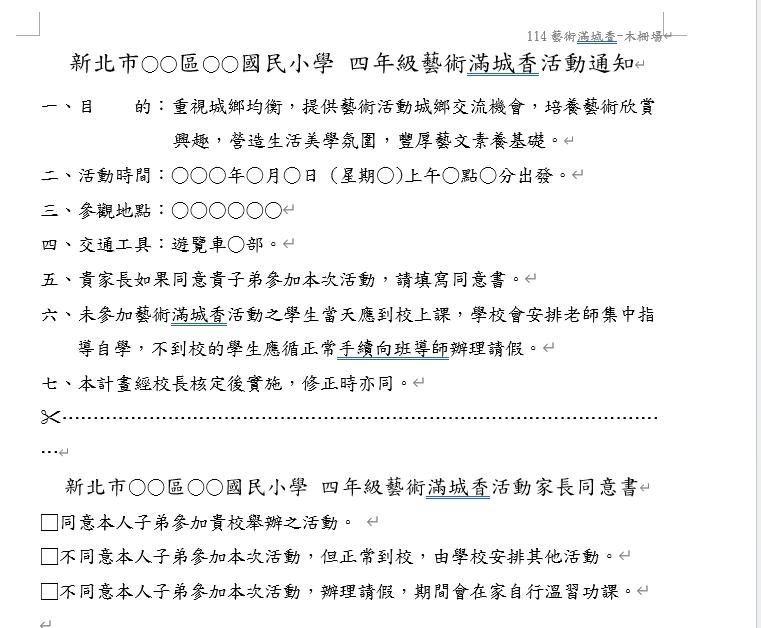 114 藝術滿城香-木柵場
新北市○○區○○國民小學 四年級藝術滿城香活動通知
一、目　　的：重視城鄉均衡，提供藝術活動城鄉交流機會，培養藝術欣賞
興趣，營造生活美學氛圍，豐厚藝文素養基礎。
二、活動時間：○○○年○月○日（星期○)上午○點○分出發。
三、參觀地點：○○○○○○
四、交通工具：遊覽車○部。
五、貴家長如果同意貴子弟參加本次活動，請填寫同意書。
六、未參加藝術滿城香活動之學生當天應到校上課，學校會安排老師集中指
導自學，不到校的學生應循正常手續向班導師辦理請假。
七、本計畫經校長核定後實施，修正時亦同。
✂………………………………………………………………………………………
…
新北市○○區○○國民小學 四年級藝術滿城香活動家長同意書
□同意本人子弟參加貴校舉辦之活動。
□不同意本人子弟參加本次活動，但正常到校，由學校安排其他活動。
□不同意本人子弟參加本次活動，辦理請假，期間會在家自行溫習功課。